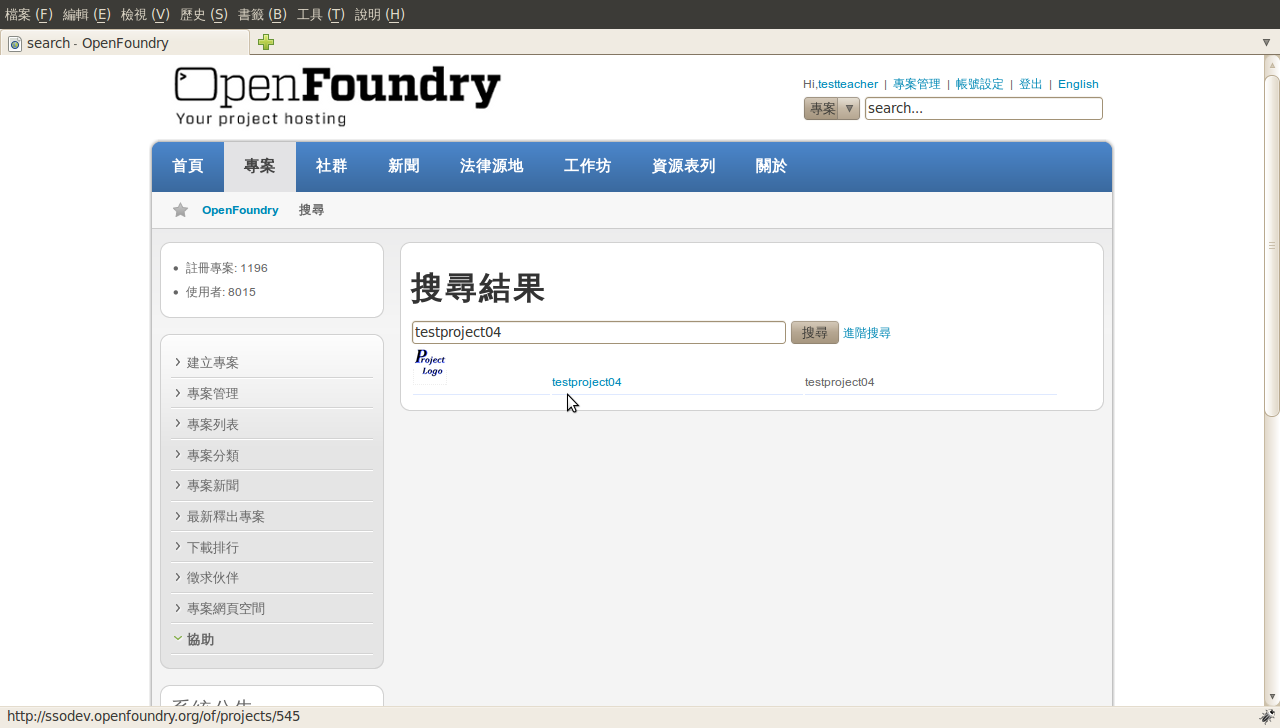 檔案 (F) 編輯 (E) 檢視 (V) 歷史 (S) 書籤 (B) 工具 (T) 說明 (H)
search - OpenFoundry
OpenFoundry
Your project hosting
Hi,testteacher | 專案管理 | 帳號設定 | 登出 | English
專案 search...
首頁 專案 社群 新聞 法律源地 工作坊 資源表列 關於
OpenFoundry 搜尋
註冊專案: 1196
使用者: 8015
建立專案
專案管理
專案列表
專案分類
專案新聞
最新釋出專案
下載排行
徵求伙伴
專案網頁空間
協助
系統公告
搜尋結果
testproject04 搜尋 進階搜尋
Project
Logo
testproject04 testproject04
http://ssodev.openfoundry.org/of/projects/545